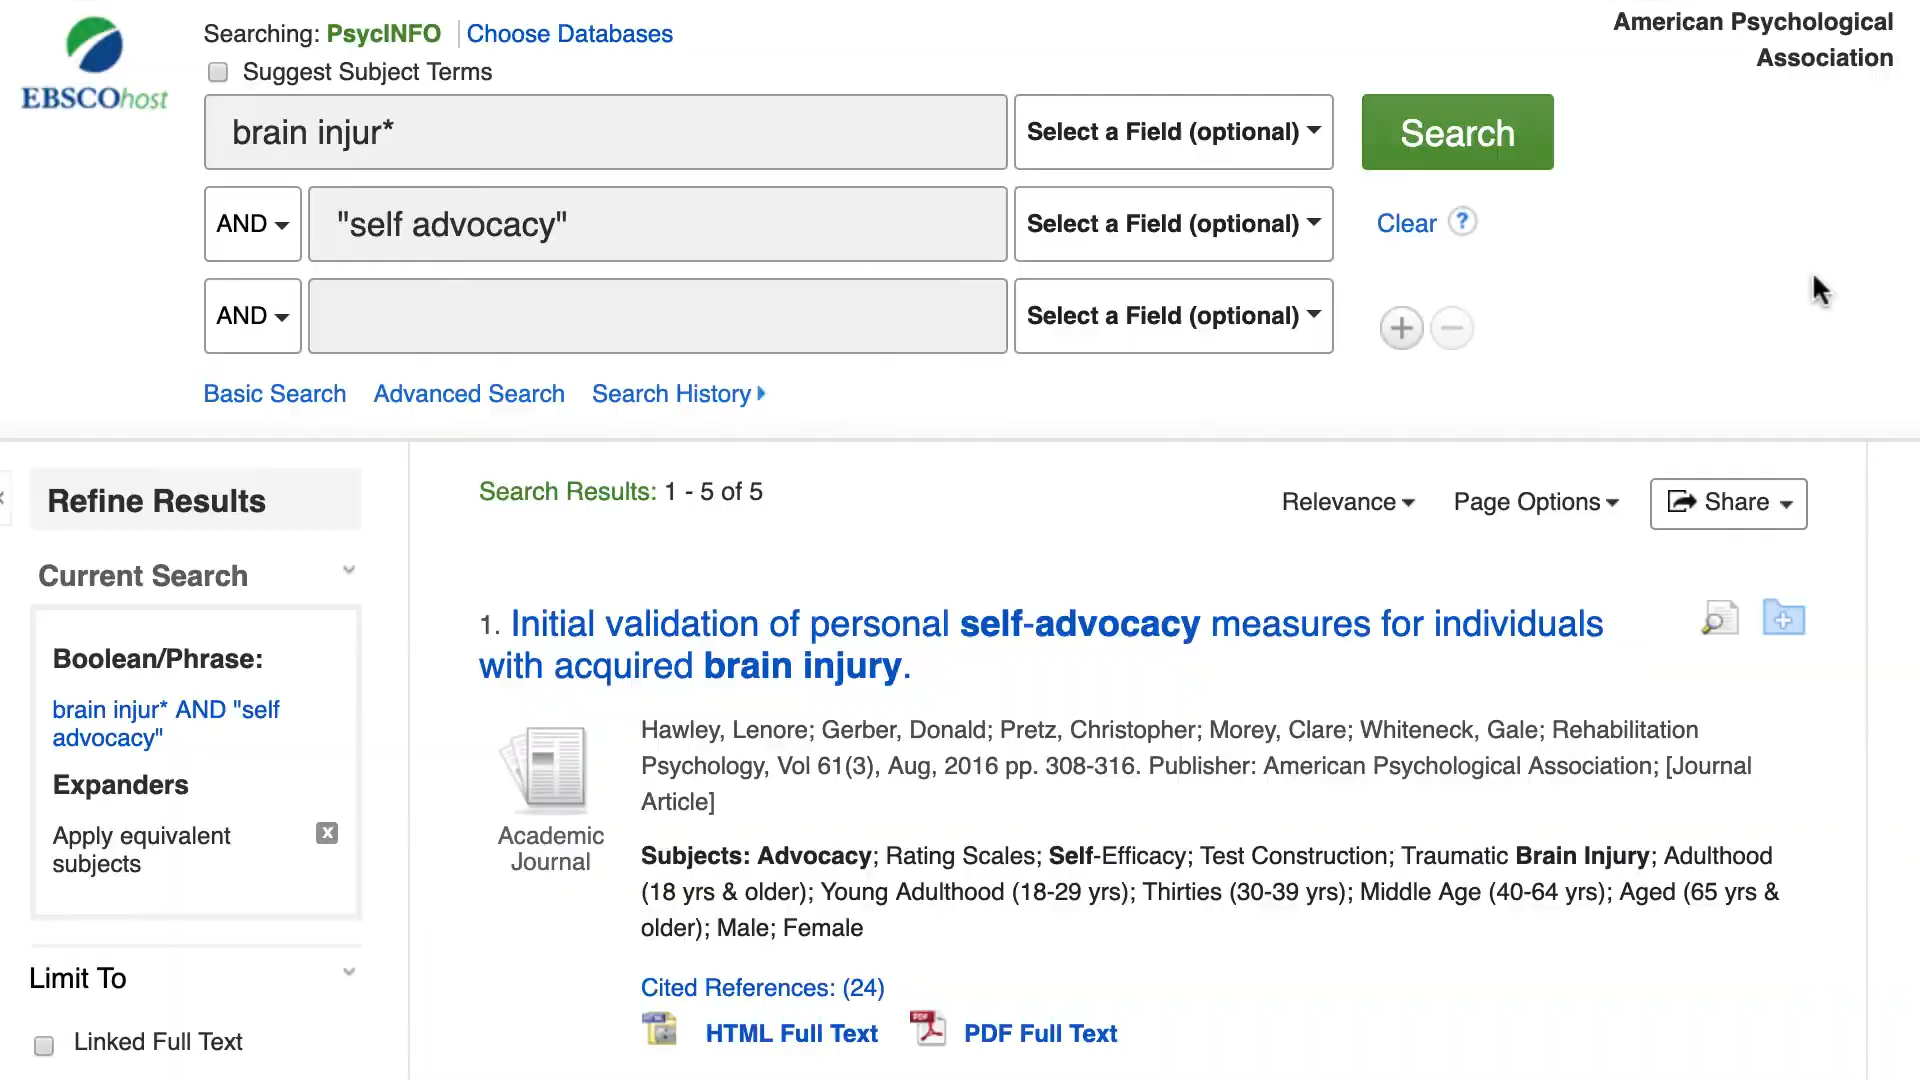 American Psychological
Association
EBSCOhost
Searching: PsycINFO Choose Databases
Suggest Subject Terms
brain injur* Select a Field (optional) Search
AND "self advocacy" Select a Field (optional) Clear ?
AND Select a Field (optional)
Basic Search Advanced Search Search History
Refine Results
Current Search
Boolean/Phrase:
brain injur* AND "self
advocacy"
Expanders
Apply equivalent
subjects
Limit To
Linked Full Text
Search Results: 1 - 5 of 5
Relevance Page Options Share
1. Initial validation of personal self-advocacy measures for individuals
with acquired brain injury.
Academic
Journal
Hawley, Lenore; Gerber, Donald; Pretz, Christopher; Morey, Clare; Whiteneck, Gale; Rehabilitation
Psychology, Vol 61(3), Aug, 2016 pp. 308-316. Publisher: American Psychological Association; [Journal
Article]
Subjects: Advocacy; Rating Scales; Self-Efficacy; Test Construction; Traumatic Brain Injury; Adulthood
(18 yrs & older); Young Adulthood (18-29 yrs); Thirties (30-39 yrs); Middle Age (40-64 yrs); Aged (65 yrs &
older); Male; Female
Cited References: (24)
HTML Full Text PDF PDF Full Text